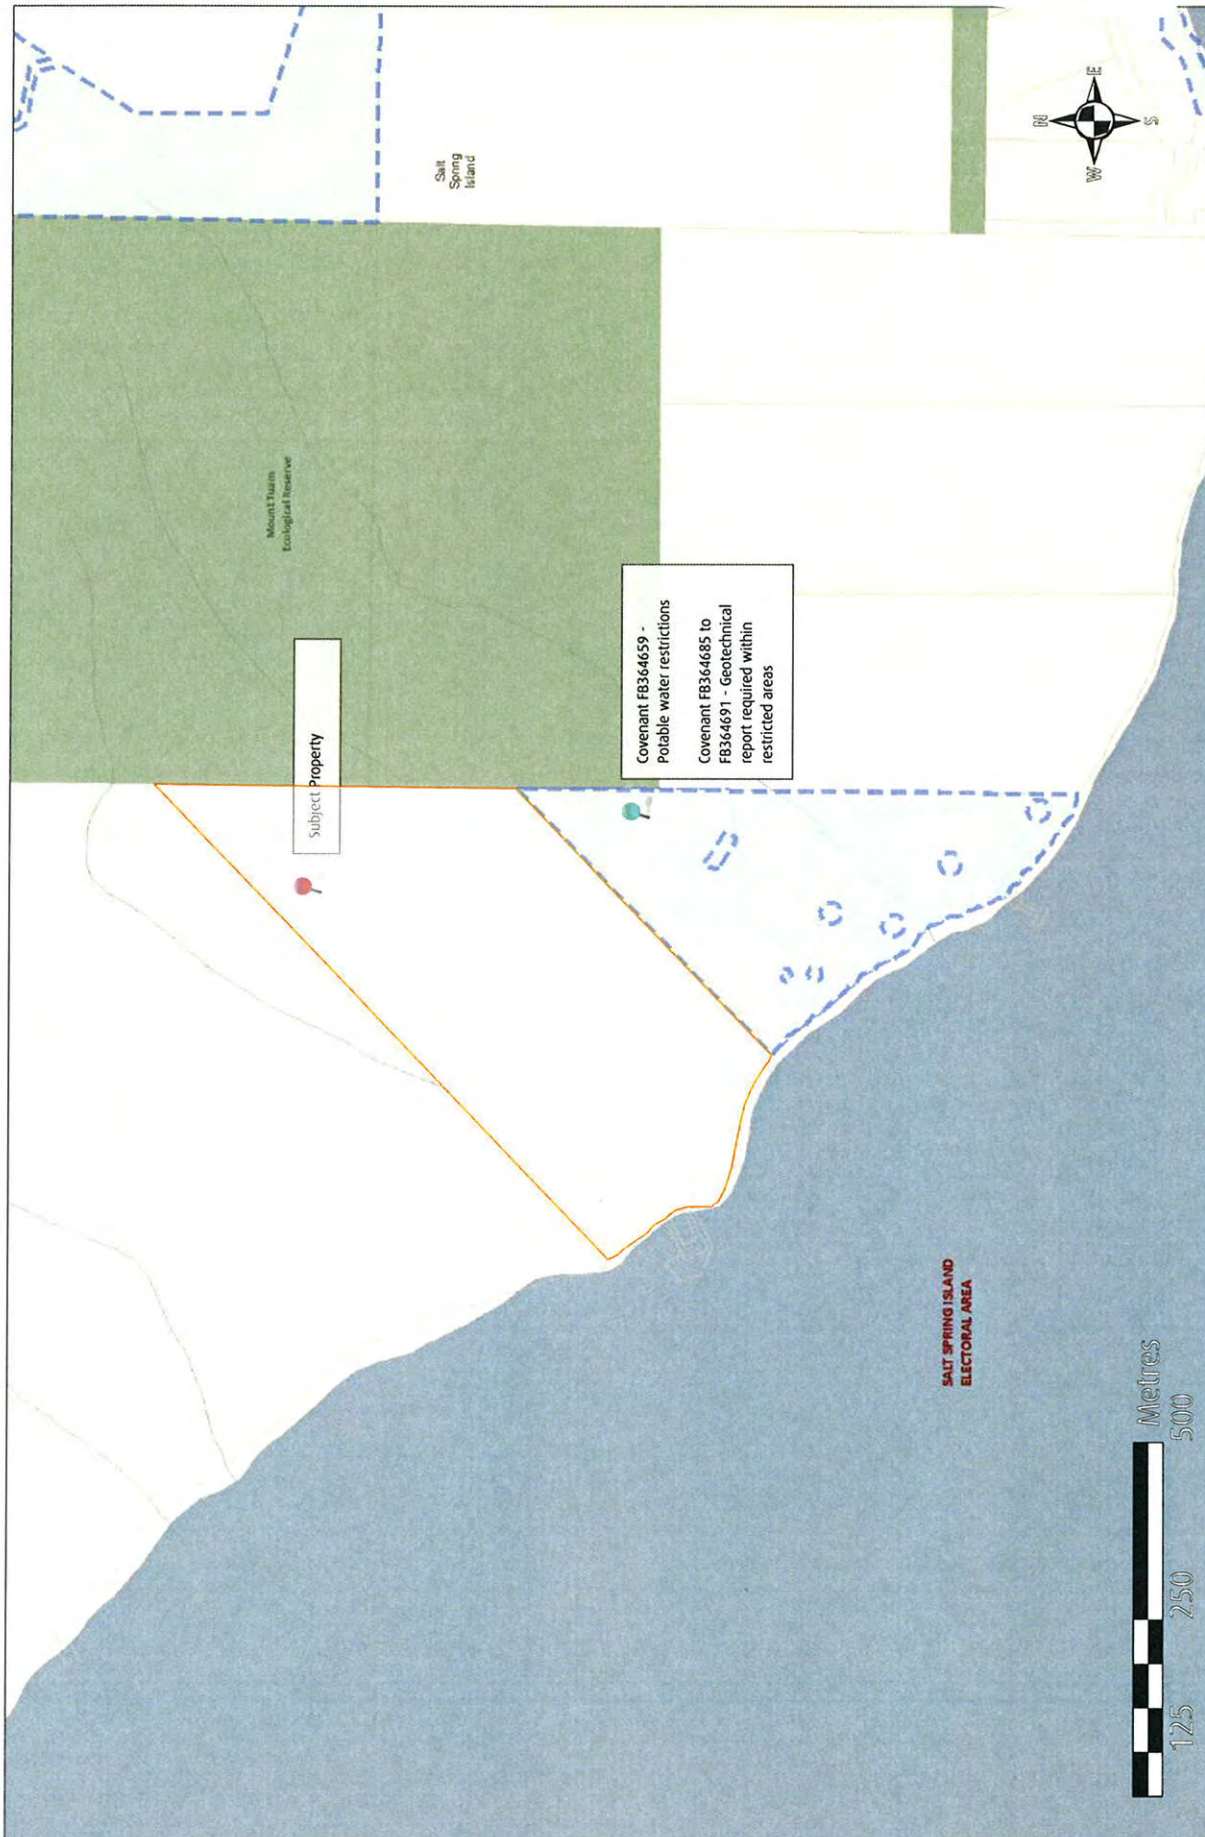 Salt
Spring
Island
Mount Tuam
Ecological Reserve
Subject Property
Covenant FB364659 -
Potable water restrictions
Covenant FB364685 to
FB364691 - Geotechnical
report required within
restricted areas
SALT SPRING ISLAND
ELECTORAL AREA
N
W
E
S
Metres
125 250 500